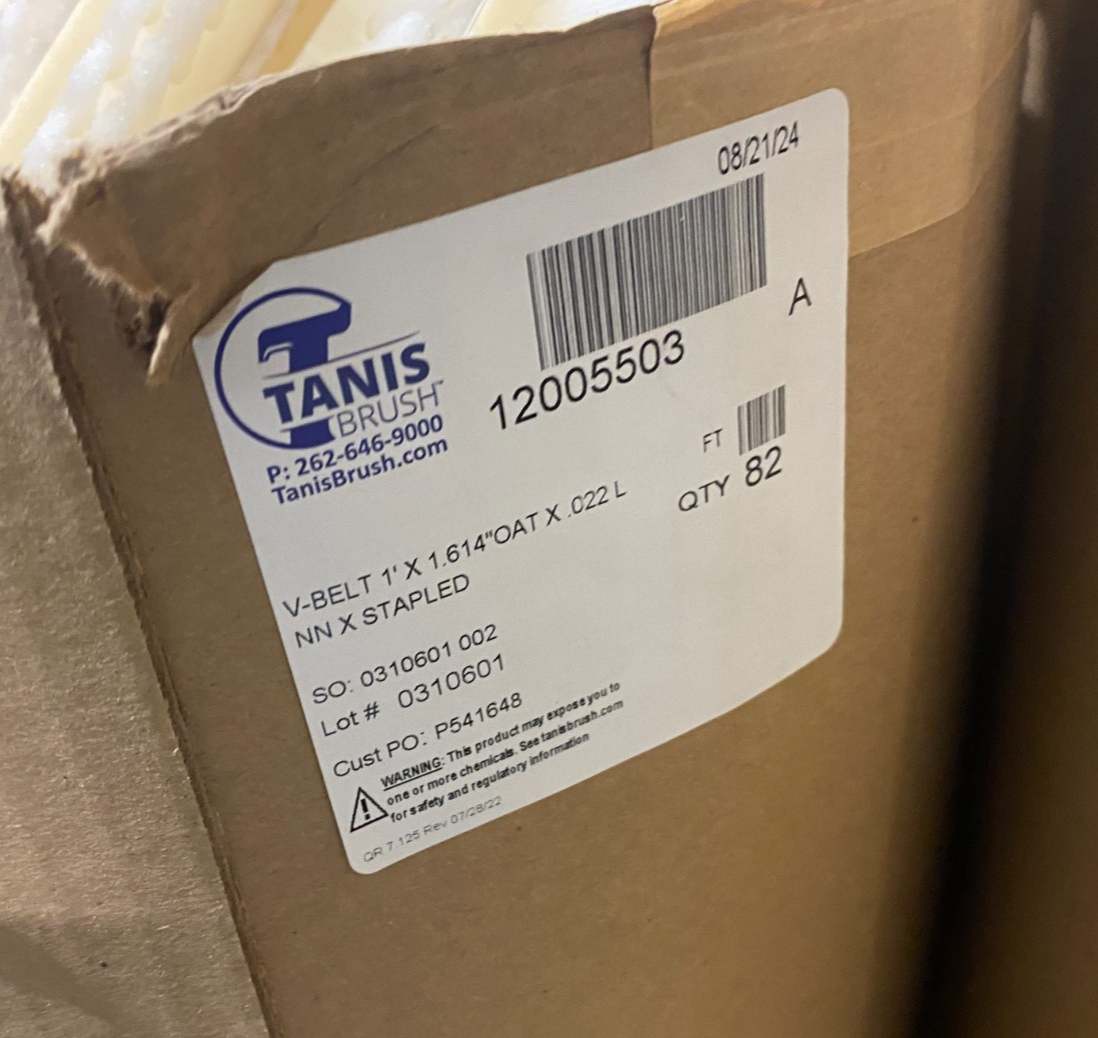 08/21/24
12005503
A
TANIS
BRUSH™
P: 262-646-9000
TanisBrush.com
FT
QTY 82
V-BELT 1' X 1.614"OAT X .022 L
NN X STAPLED
SO: 0310601 002
Lot # 0310601
Cust PO: P541648
WARNING: This product may expose you to
one or more chemicals. See tanisbrush.com
for safety and regulatory information
QR 7.125 Rev 07/28/22